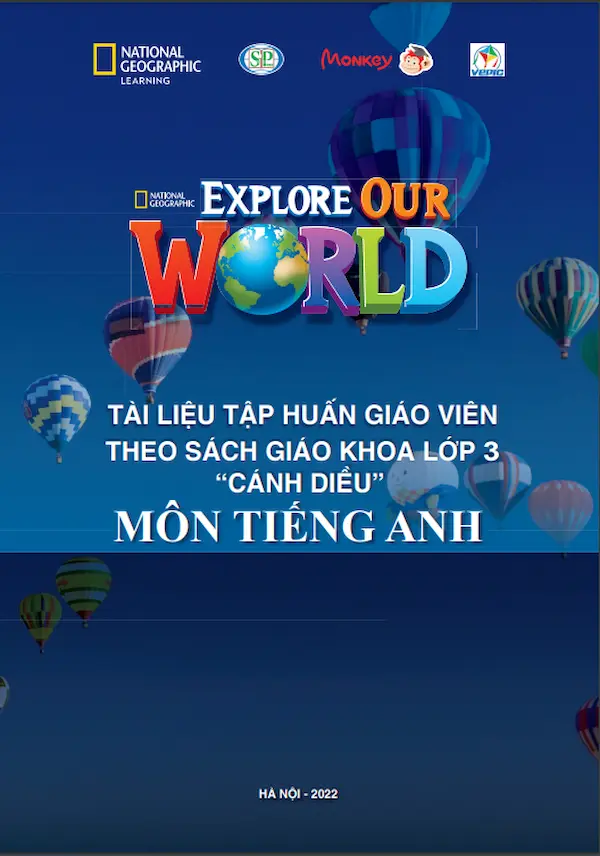 NATIONAL
GEOGRAPHIC
LEARNING
MONKEY
VEPIC
NATIONAL
GEOGRAPHIC
EXPLORE OUR
WORLD
TÀI LIỆU TẬP HUẤN GIÁO VIÊN
THEO SÁCH GIÁO KHOA LỚP 3
“CÁNH DIỀU”
MÔN TIẾNG ANH
HÀ NỘI - 2022